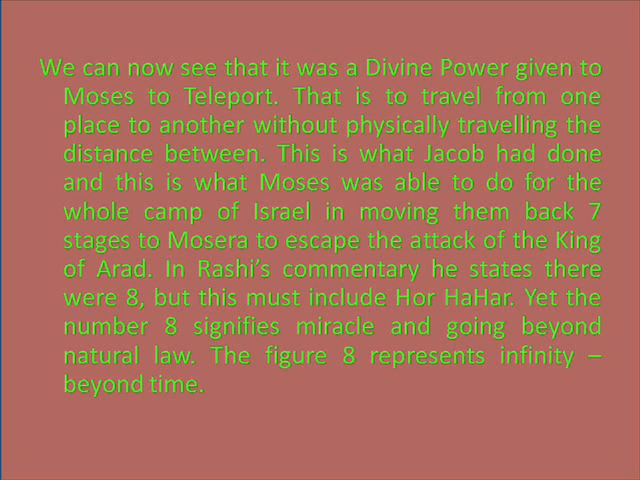 We can now see that it was a Divine Power given to
Moses to Teleport. That is to travel from one
place to another without physically travelling the
distance between. This is what Jacob had done
and this is what Moses was able to do for the
whole camp of Israel in moving them back 7
stages to Mosera to escape the attack of the King
of Arad. In Rashi’s commentary he states there
were 8, but this must include Hor HaHar. Yet the
number 8 signifies miracle and going beyond
natural law. The figure 8 represents infinity –
beyond time.